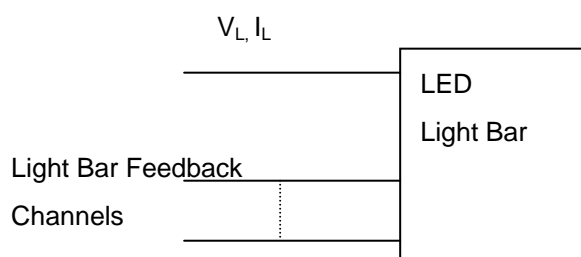 VL, IL
LED
Light Bar
Light Bar Feedback
Channels